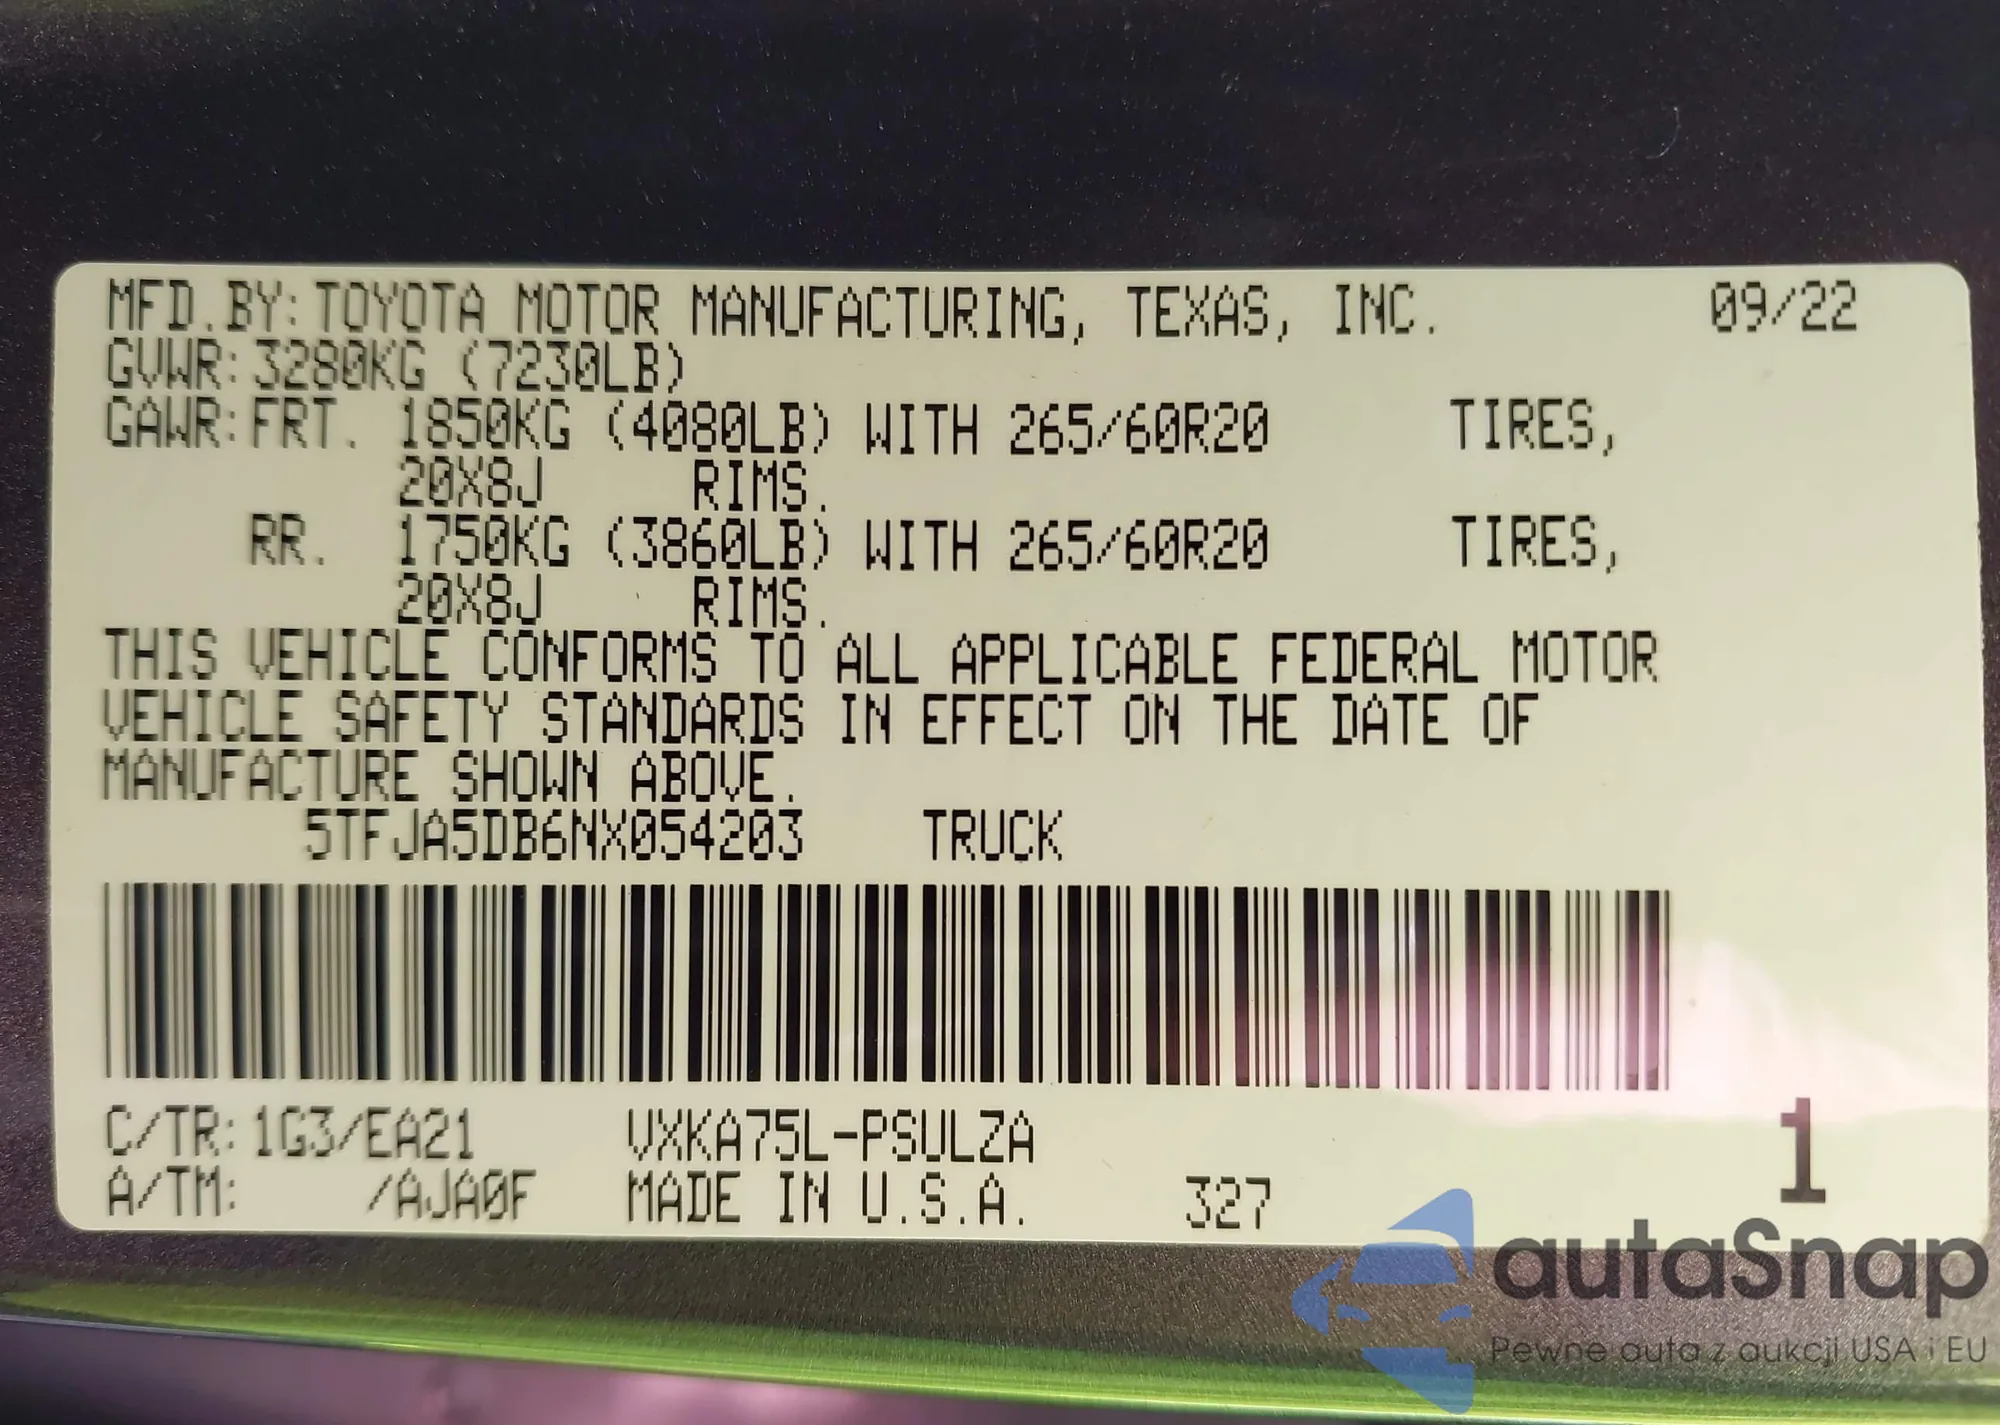 MFD.BY:TOYOTA MOTOR MANUFACTURING, TEXAS, INC. 09/22
GVWR:3280KG (7230LB)
GAWR:FRT. 1850KG (4080LB) WITH 265/60R20 TIRES,
20X8J RIMS.
RR. 1750KG (3860LB) WITH 265/60R20 TIRES,
20X8J RIMS.
THIS VEHICLE CONFORMS TO ALL APPLICABLE FEDERAL MOTOR
VEHICLE SAFETY STANDARDS IN EFFECT ON THE DATE OF
MANUFACTURE SHOWN ABOVE.
5TFJA5DB6NX054203 TRUCK
C/TR:1G3/EA21 VXKA75L-PSULZA
A/TM: /AJA0F MADE IN U.S.A. 327
1
autaSnap
Pewne auta z aukcji USA i EU